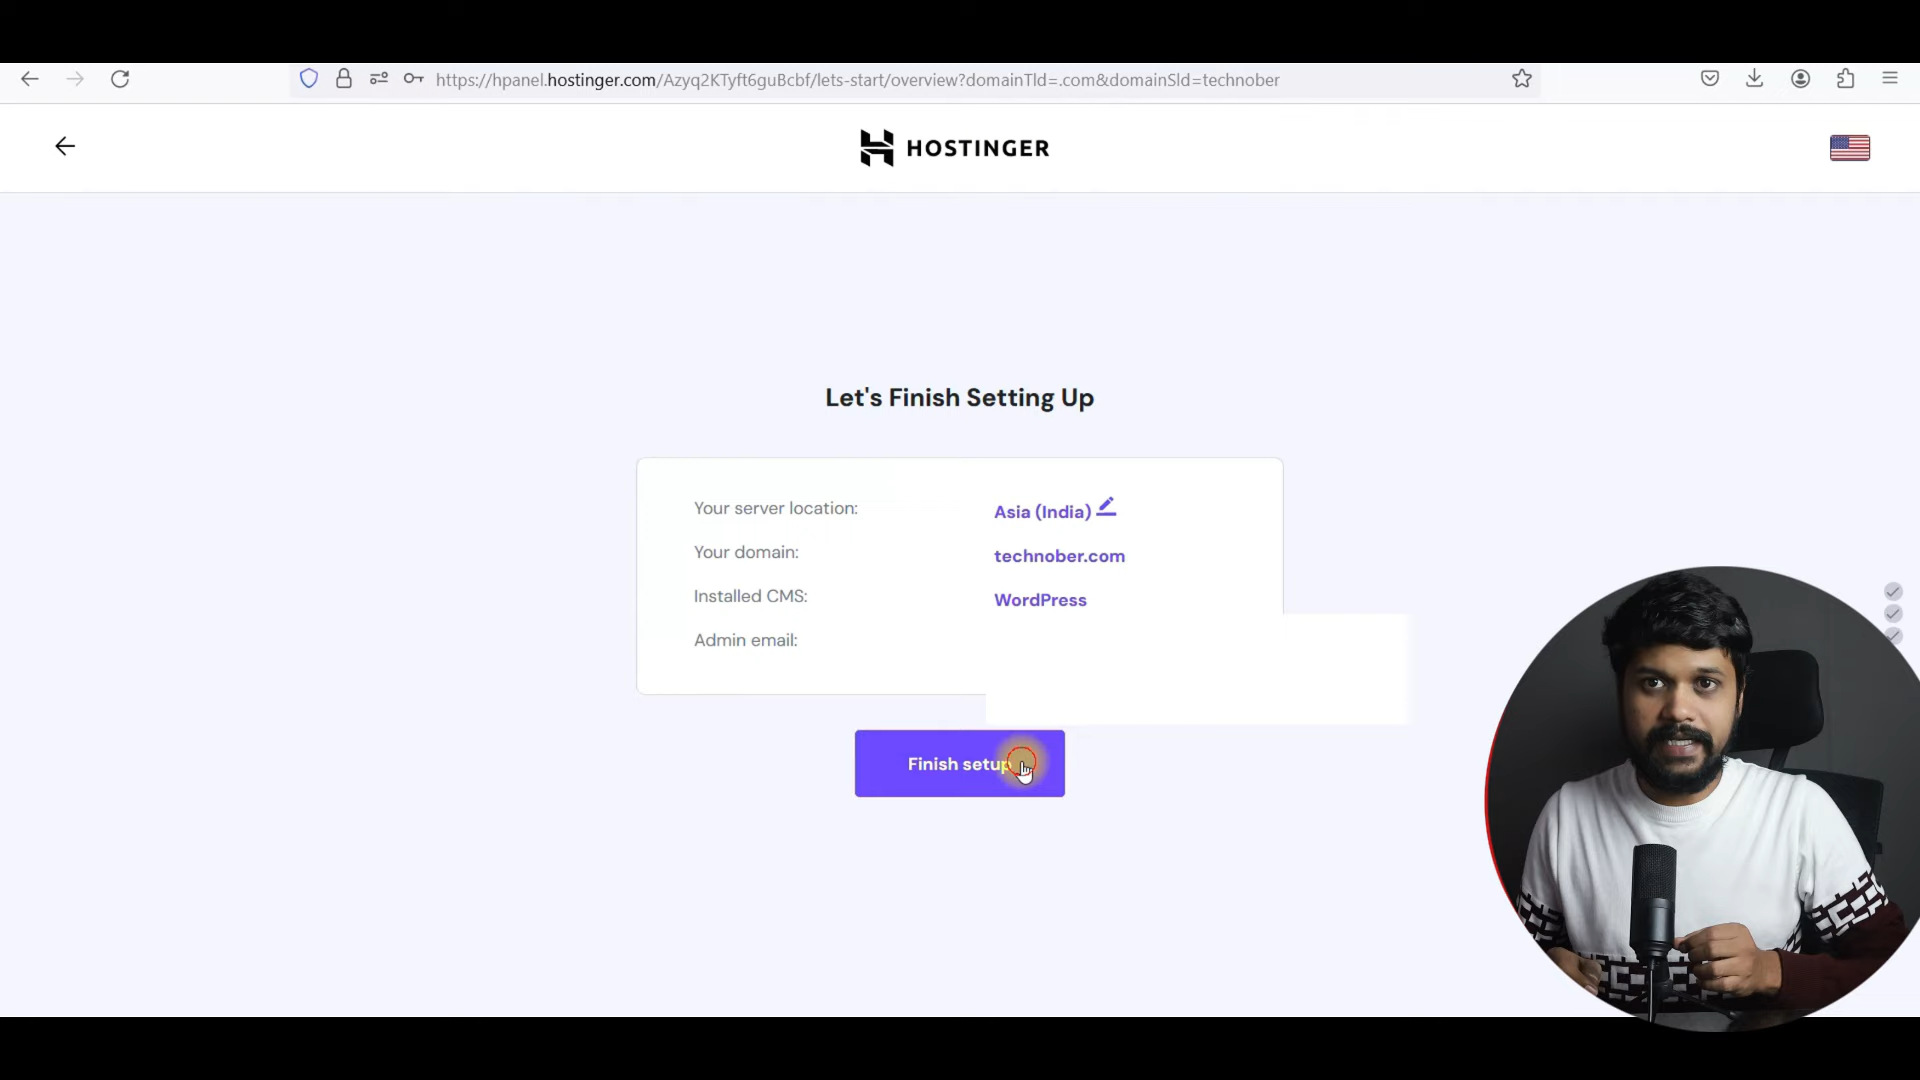 https://hpanel.hostinger.com/Azyq2KTyft6guBcbf/lets-start/overview?domainTld=.com&domainSld=technober
HOSTINGER
Let's Finish Setting Up
Your server location: Asia (India)
Your domain: technober.com
Installed CMS: WordPress
Admin email:
Finish setup